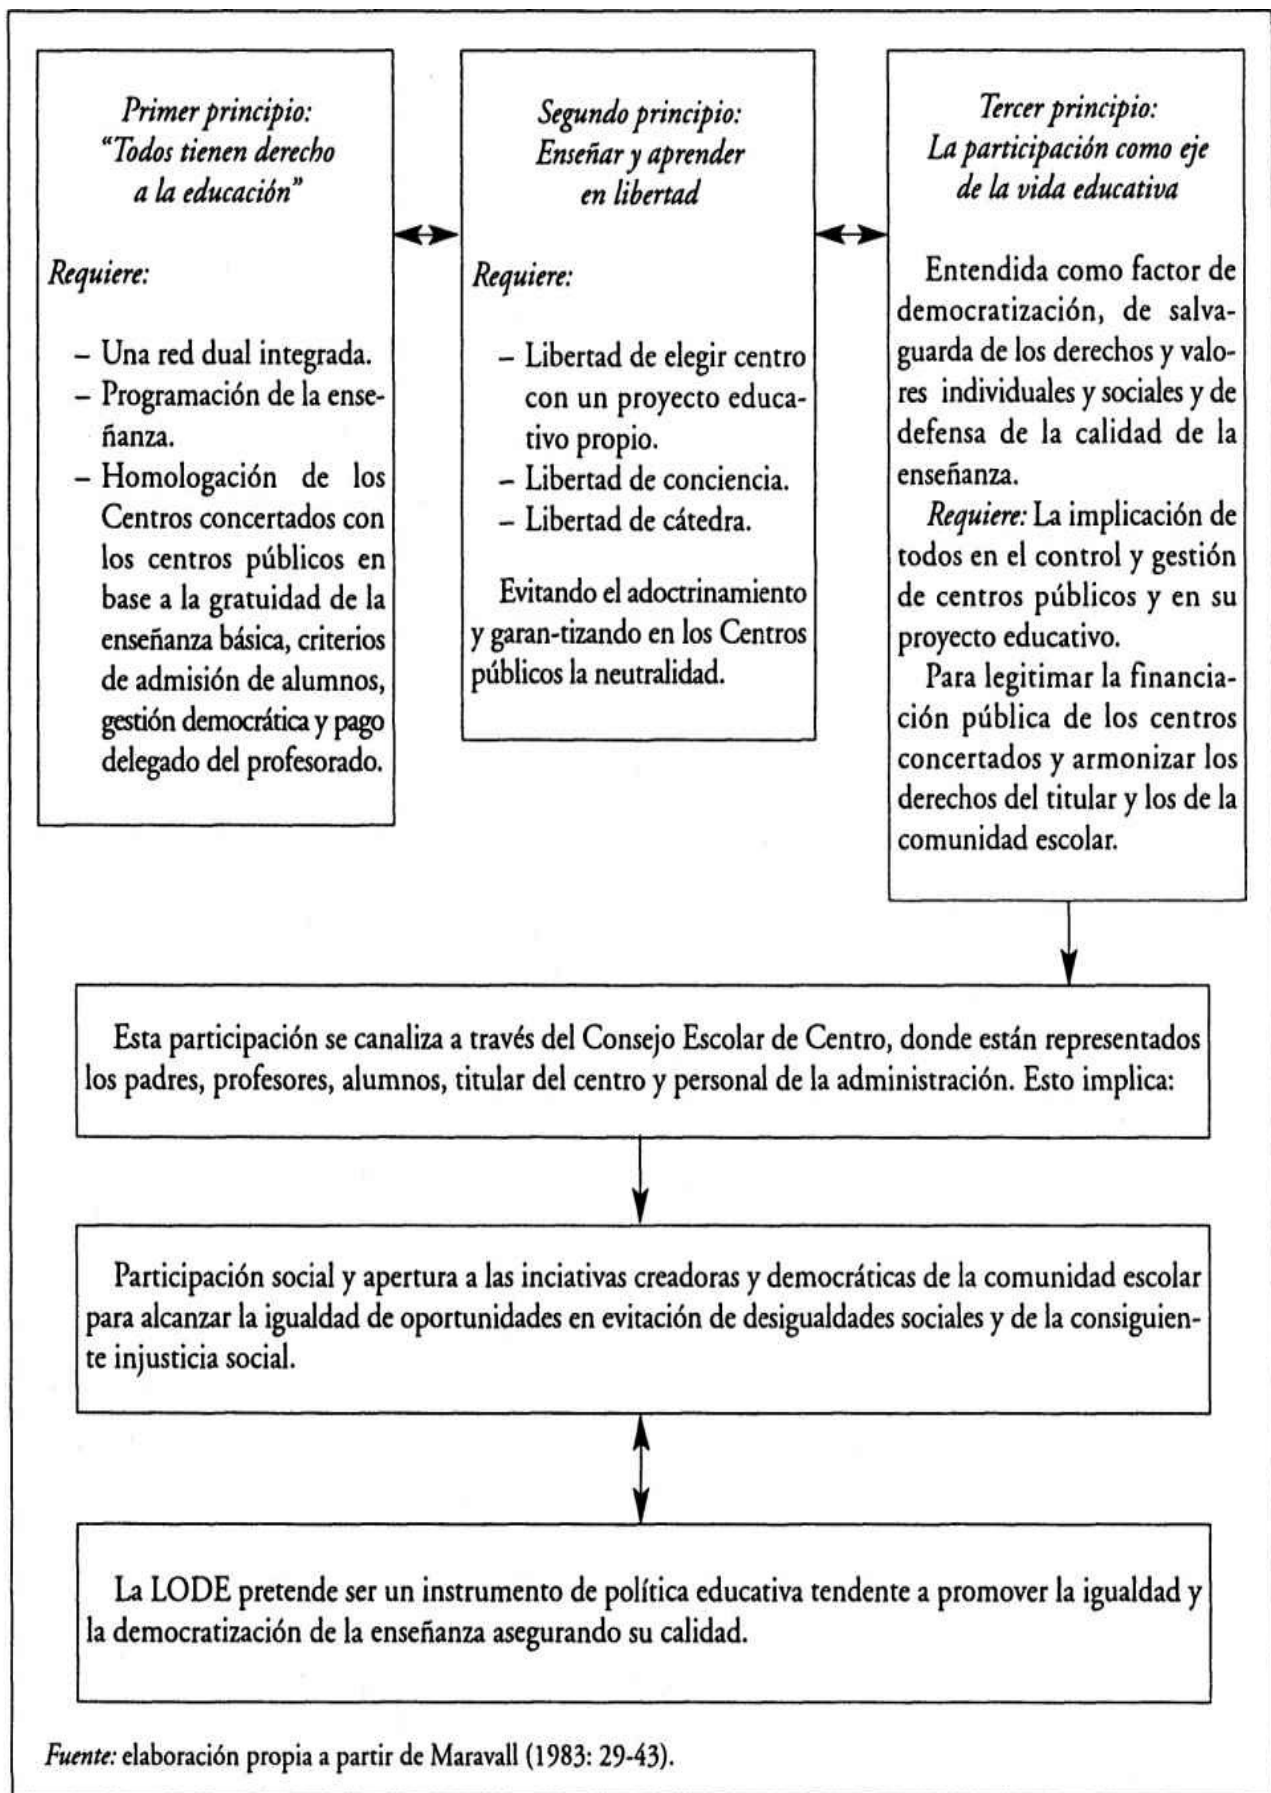 Primer principio:
“Todos tienen derecho
a la educación”
Requiere:
– Una red dual integrada.
– Programación de la ense-
ñanza.
– Homologación de los
Centros concertados con
los centros públicos en
base a la gratuidad de la
enseñanza básica, criterios
de admisión de alumnos,
gestión democrática y pago
delegado del profesorado.
Segundo principio:
Enseñar y aprender
en libertad
Requiere:
– Libertad de elegir centro
con un proyecto educa-
tivo propio.
– Libertad de conciencia.
– Libertad de cátedra.
Evitando el adoctrinamiento
y garan-tizando en los Centros
públicos la neutralidad.
Tercer principio:
La participación como eje
de la vida educativa
Entendida como factor de
democratización, de salva-
guarda de los derechos y valo-
res individuales y sociales y de
defensa de la calidad de la
enseñanza.
Requiere: La implicación de
todos en el control y gestión
de centros públicos y en su
proyecto educativo.
Para legitimar la financia-
ción pública de los centros
concertados y armonizar los
derechos del titular y los de la
comunidad escolar.
Esta participación se canaliza a través del Consejo Escolar de Centro, donde están representados
los padres, profesores, alumnos, titular del centro y personal de la administración. Esto implica:
Participación social y apertura a las inciativas creadoras y democráticas de la comunidad escolar
para alcanzar la igualdad de oportunidades en evitación de desigualdades sociales y de la consiguien-
te injusticia social.
La LODE pretende ser un instrumento de política educativa tendente a promover la igualdad y
la democratización de la enseñanza asegurando su calidad.
Fuente: elaboración propia a partir de Maravall (1983: 29-43).